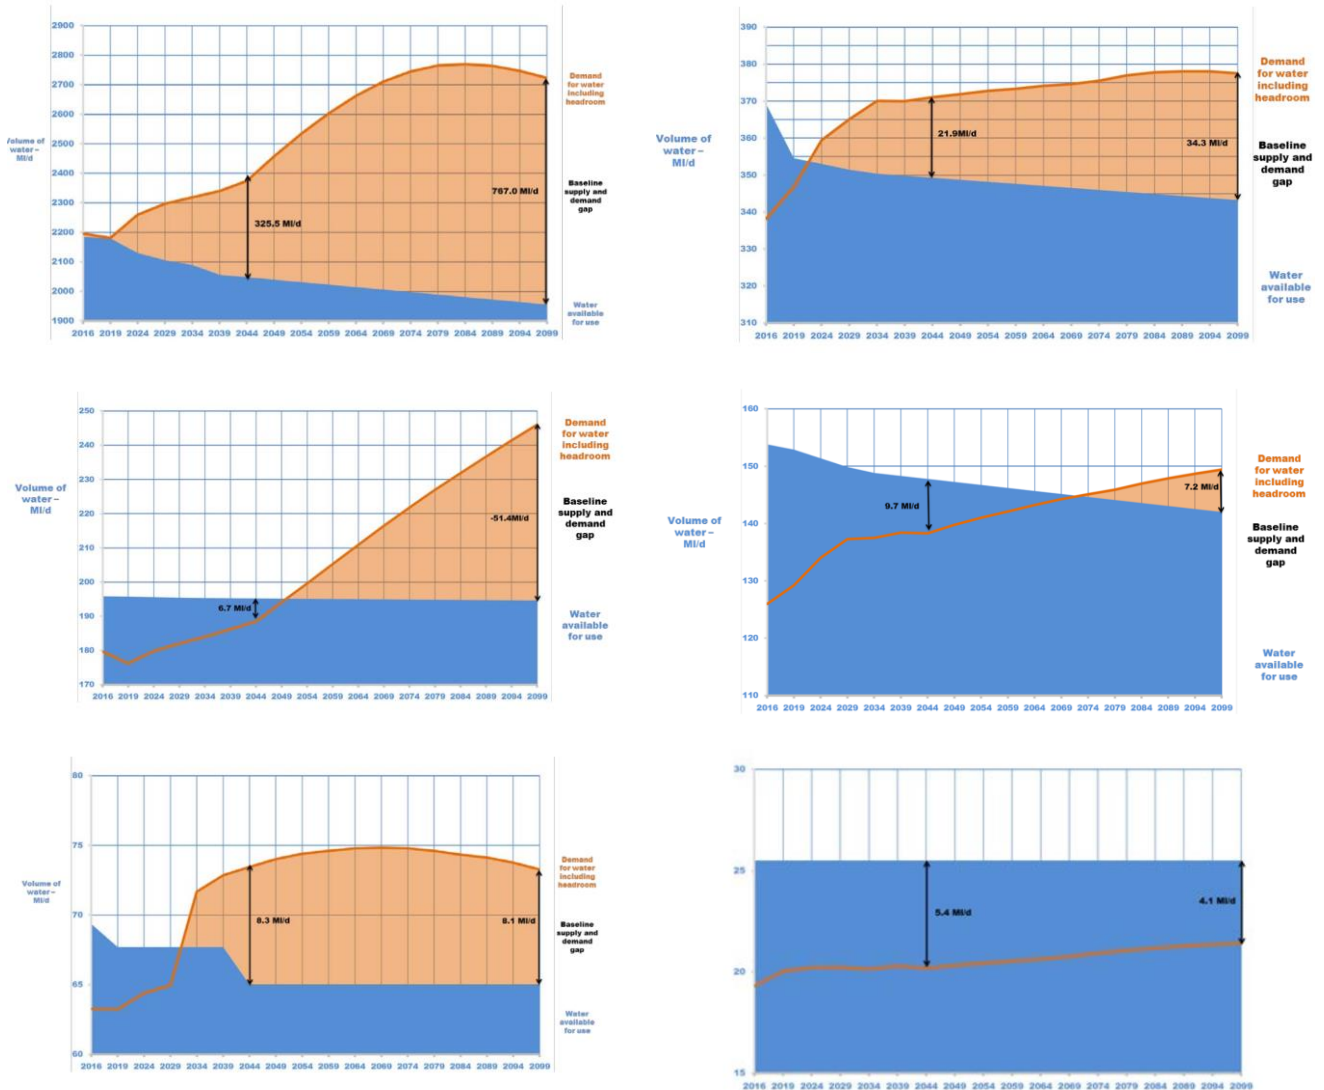 2900
2800
2700
2600
2500
2400
2300
2200
2100
2000
1900
Volume of
water –
Ml/d
325.5 Ml/d
767.0 Ml/d
Demand
for water
including
headroom
Baseline
supply and
demand
gap
Water
available
for use
2016 2019 2024 2029 2034 2039 2044 2049 2054 2059 2064 2069 2074 2079 2084 2089 2094 2099
390
380
370
360
350
340
330
320
310
Volume of
water –
Ml/d
21.9Ml/d
34.3 Ml/d
Demand
for water
including
headroom
Baseline
supply and
demand
gap
Water
available
for use
2016 2019 2024 2029 2034 2039 2044 2049 2054 2059 2064 2069 2074 2079 2084 2089 2094 2099
250
240
230
220
210
200
190
180
170
Volume of
water –
Ml/d
6.7 Ml/d
-51.4Ml/d
Demand
for water
including
headroom
Baseline
supply and
demand
gap
Water
available
for use
2016 2019 2024 2029 2034 2039 2044 2049 2054 2059 2064 2069 2074 2079 2084 2089 2094 2099
160
150
140
130
120
110
Volume of
water –
Ml/d
9.7 Ml/d
7.2 Ml/d
Demand
for water
including
headroom
Baseline
supply and
demand
gap
Water
available
for use
2016 2019 2024 2029 2034 2039 2044 2049 2054 2059 2064 2069 2074 2079 2084 2089 2094 2099
80
75
70
65
60
Volume of
water –
Ml/d
8.3 Ml/d
8.1 Ml/d
Demand
for water
including
headroom
Baseline
supply and
demand
gap
Water
available
for use
2016 2019 2024 2029 2034 2039 2044 2049 2054 2059 2064 2069 2074 2079 2084 2089 2094 2099
30
25
20
15
5.4 Ml/d
4.1 Ml/d
2016 2019 2024 2029 2034 2039 2044 2049 2054 2059 2064 2069 2074 2079 2084 2089 2094 2099